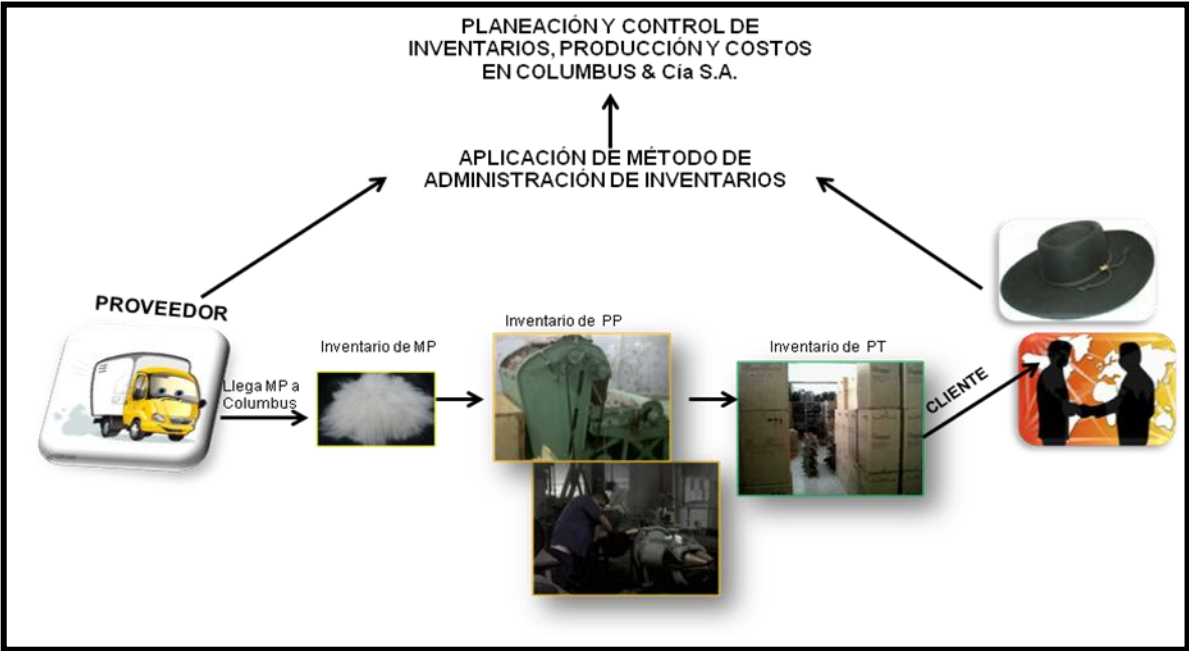 PLANEACIÓN Y CONTROL DE
INVENTARIOS, PRODUCCIÓN Y COSTOS
EN COLUMBUS & Cía S.A.
APLICACIÓN DE MÉTODO DE
ADMINISTRACIÓN DE INVENTARIOS
PROVEEDOR
Llega MP a
Columbus
Inventario de MP
Inventario de PP
Inventario de PT
CLIENTE